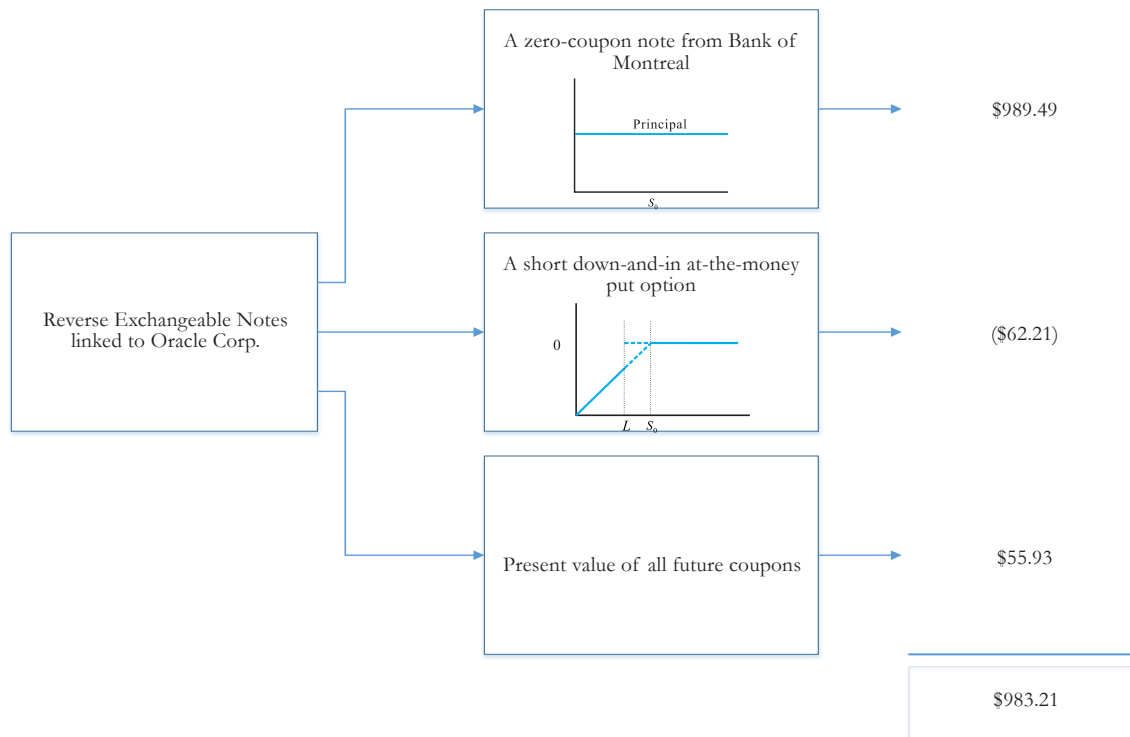 A zero-coupon note from Bank of
Montreal
Principal
S₀
$989.49
Reverse Exchangeable Notes
linked to Oracle Corp.
A short down-and-in at-the-money
put option
0
L S₀
($62.21)
Present value of all future coupons
$55.93
$983.21